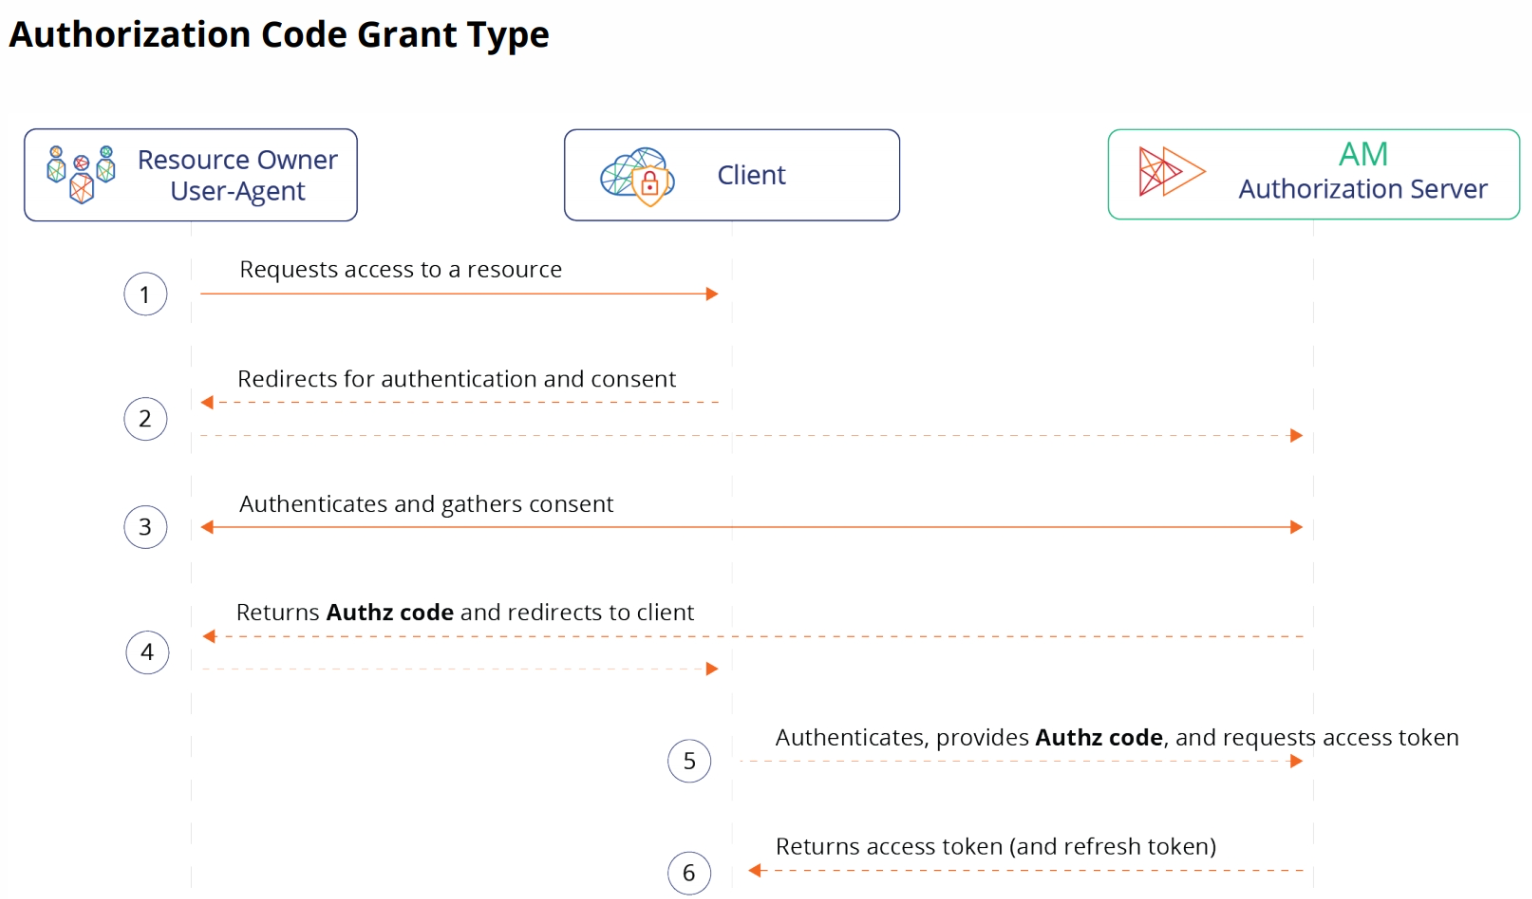 Authorization Code Grant Type
Resource Owner
User-Agent
Client
AM
Authorization Server
1
Requests access to a resource
2
Redirects for authentication and consent
3
Authenticates and gathers consent
4
Returns Authz code and redirects to client
5
Authenticates, provides Authz code, and requests access token
6
Returns access token (and refresh token)